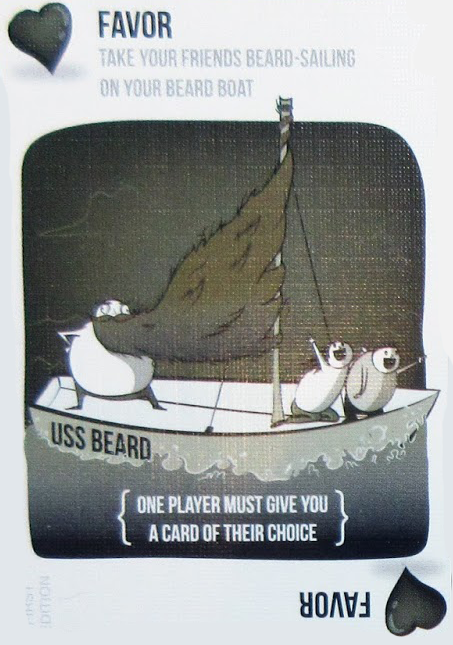 FAVOR
TAKE YOUR FRIENDS BEARD-SAILING
ON YOUR BEARD BOAT
USS BEARD
{ ONE PLAYER MUST GIVE YOU
A CARD OF THEIR CHOICE }
FAVOR